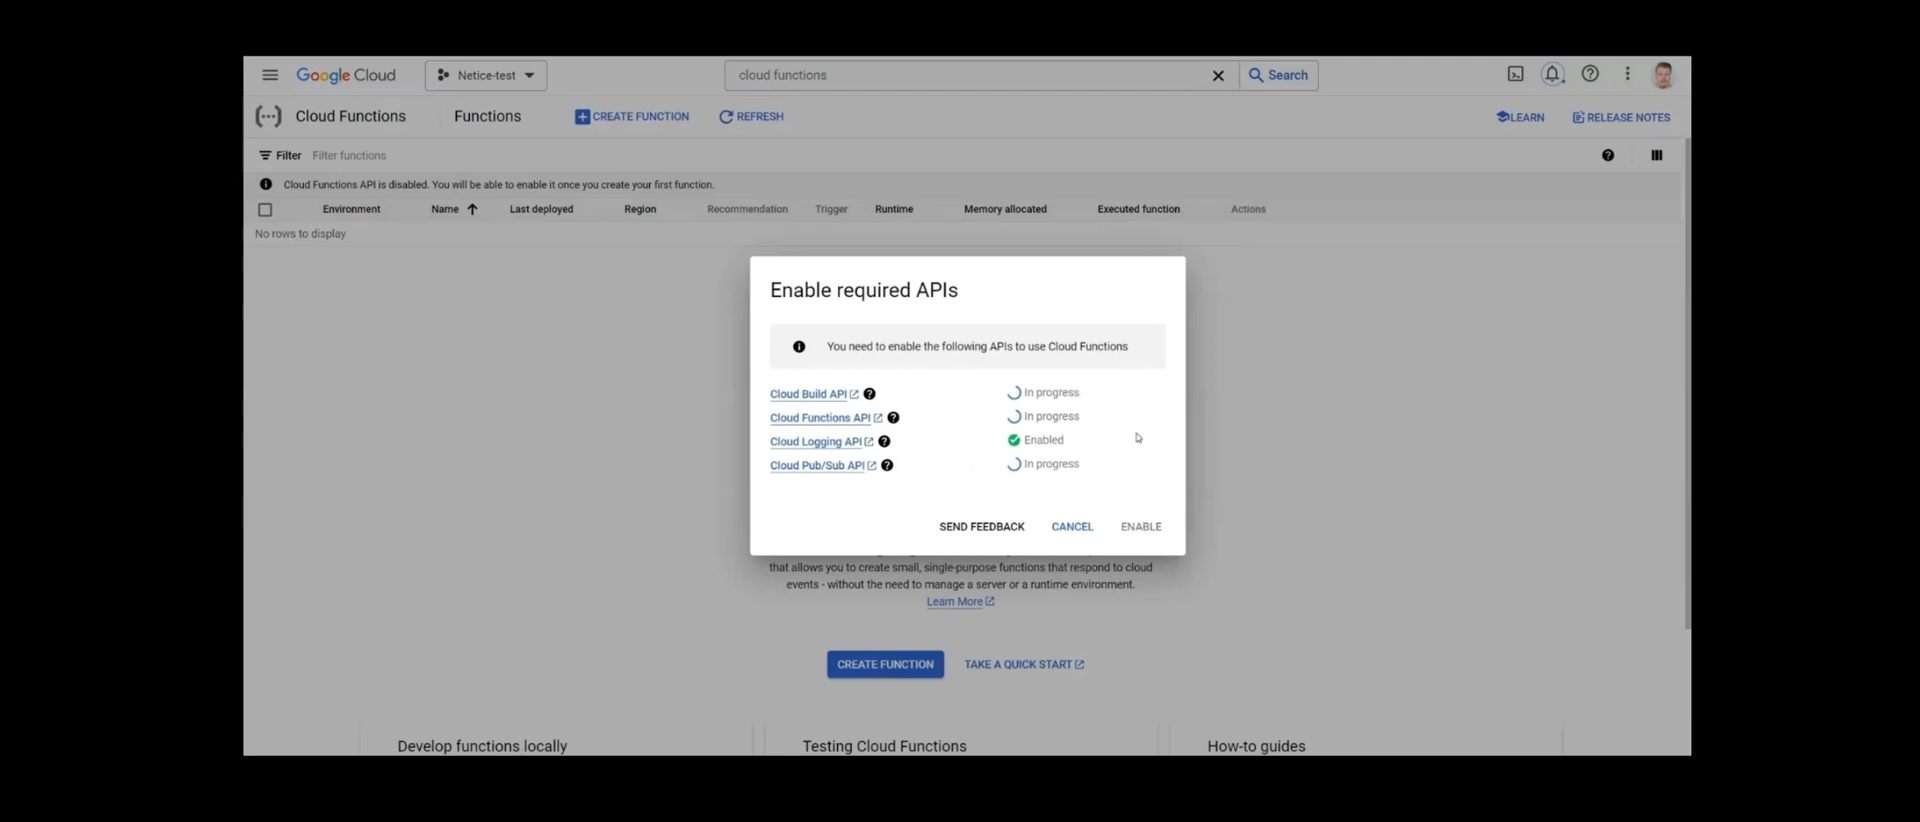 Google Cloud
Netice-test
cloud functions
Search
Cloud Functions
Functions
CREATE FUNCTION
REFRESH
LEARN
RELEASE NOTES
Filter Filter functions
Cloud Functions API is disabled. You will be able to enable it once you create your first function.
Environment Name Last deployed Region Recommendation Trigger Runtime Memory allocated Executed function Actions
No rows to display
Enable required APIs
You need to enable the following APIs to use Cloud Functions
Cloud Build API In progress
Cloud Functions API In progress
Cloud Logging API Enabled
Cloud Pub/Sub API In progress
SEND FEEDBACK CANCEL ENABLE
that allows you to create small, single-purpose functions that respond to cloud
events - without the need to manage a server or a runtime environment.
Learn More
CREATE FUNCTION TAKE A QUICK START
Develop functions locally Testing Cloud Functions How-to guides